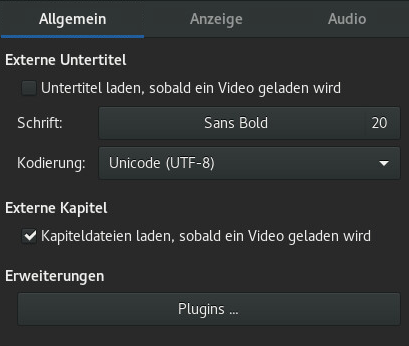 Allgemein Anzeige Audio
Externe Untertitel
Untertitel laden, sobald ein Video geladen wird
Schrift: Sans Bold 20
Kodierung: Unicode (UTF-8)
Externe Kapitel
Kapiteldateien laden, sobald ein Video geladen wird
Erweiterungen
Plugins ...